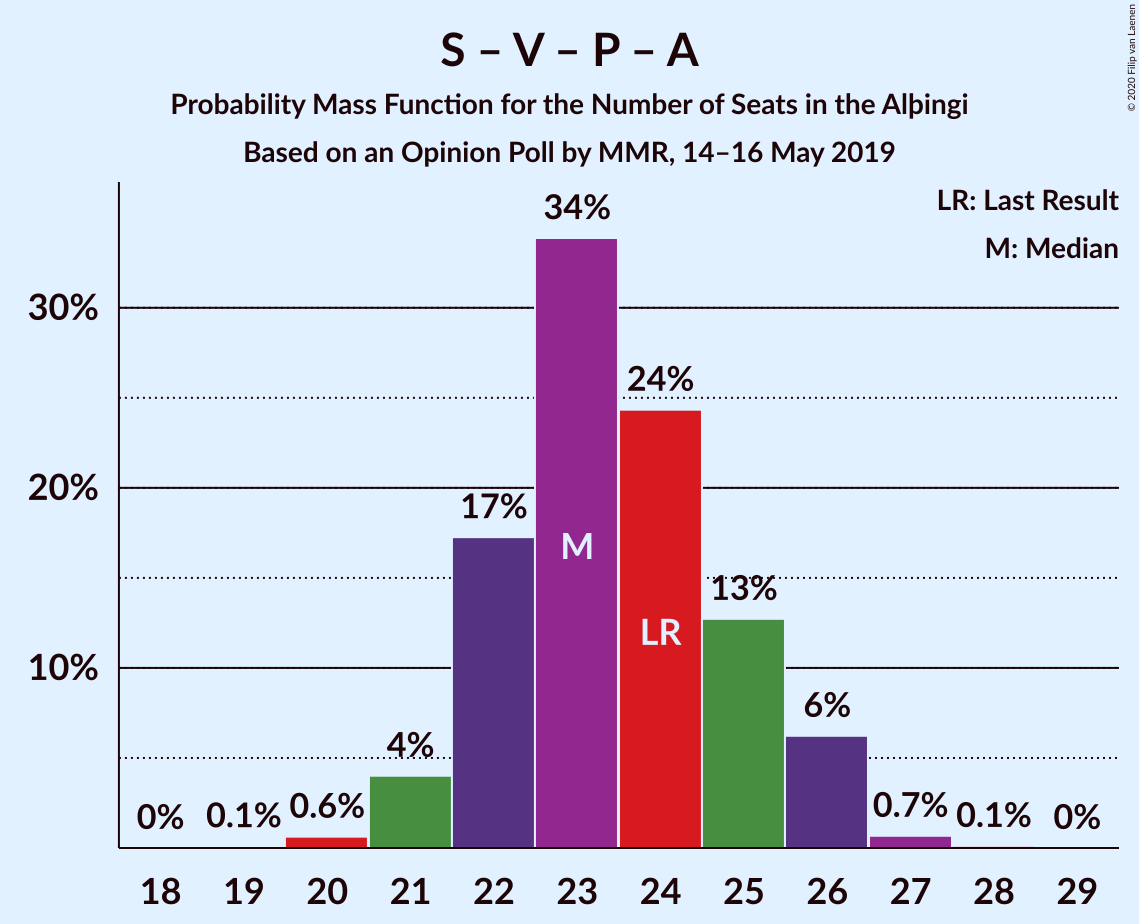 S – V – P – A
Probability Mass Function for the Number of Seats in the Alþingi
Based on an Opinion Poll by MMR, 14–16 May 2019
© 2020 Filip van Laenen
LR: Last Result
M: Median
34%
30%
24%
20%
17%
M
13%
LR
10%
6%
4%
0% 0.1% 0.6% 0.7% 0.1% 0%
18 19 20 21 22 23 24 25 26 27 28 29